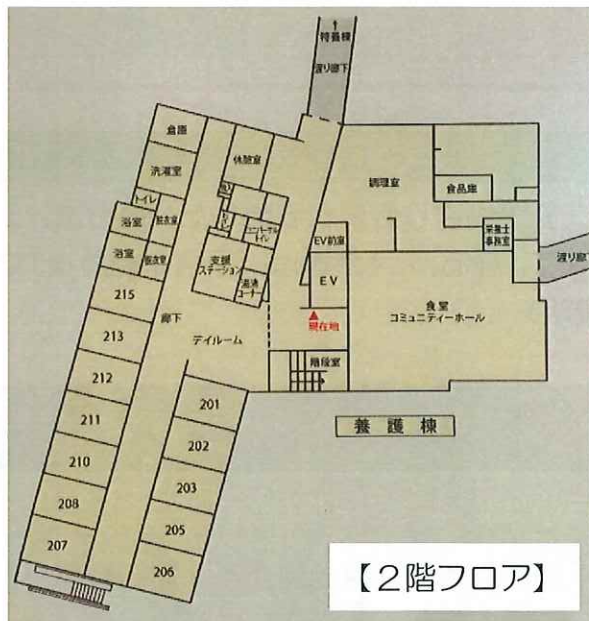 ↑
特養棟
渡り廊下
倉庫
洗濯室
休憩室
調理室
食品庫
トイレ
脱衣室
浴室
ユニバーサル
トイレ
EV前室
栄養士
事務室
渡り廊下
浴室
脱衣室
支援
ステーション
湯沸
コーナー
EV
215
廊下
デイルーム
現在地
食堂
コミュニティーホール
213
階段室
212
201
211
202
養護棟
210
203
208
205
207
206
【2階フロア】